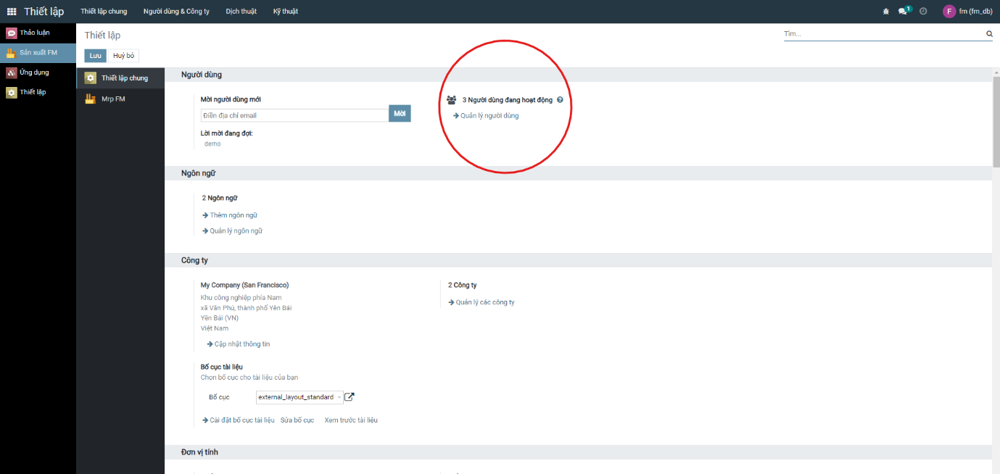 Thiết lập
Thiết lập chung
Người dùng & Công ty
Dịch thuật
Kỹ thuật
1
F
fm (fm_db)
Thảo luận
Sản xuất FM
Ứng dụng
Thiết lập
Thiết lập
Tìm...
Lưu
Huỷ bỏ
Thiết lập chung
Mrp FM
Người dùng
Mời người dùng mới
Điền địa chỉ email
Mời
Lời mời đang đợi:
demo
3 Người dùng đang hoạt động
Quản lý người dùng
Ngôn ngữ
2 Ngôn ngữ
Thêm ngôn ngữ
Quản lý ngôn ngữ
Công ty
My Company (San Francisco)
Khu công nghiệp phía Nam
xã Văn Phú, thành phố Yên Bái
Yên Bái (VN)
Việt Nam
Cập nhật thông tin
2 Công ty
Quản lý các công ty
Bố cục tài liệu
Chọn bố cục cho tài liệu của bạn
Bố cục
external_layout_standard
Cài đặt bố cục tài liệu
Sửa bố cục
Xem trước tài liệu
Đơn vị tính